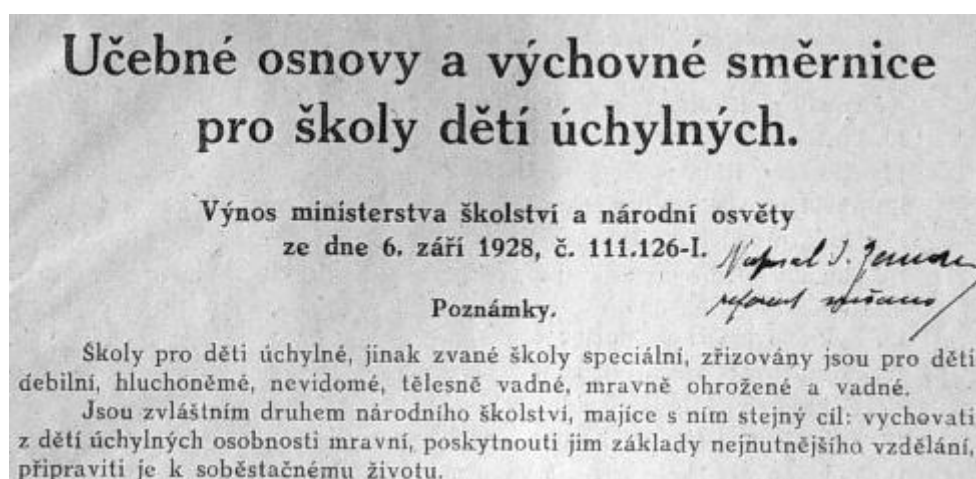 Učebné osnovy a výchovné směrnice
pro školy dětí úchylných.
Výnos ministerstva školství a národní osvěty
ze dne 6. září 1928, č. 111.126-I.
Napsal J.
referent
Poznámky.
Školy pro děti úchylné, jinak zvané školy speciální, zřizovány jsou pro děti
debilní, hluchoněmé, nevidomé, tělesně vadné, mravně ohrožené a vadné.
Jsou zvláštním druhem národního školství, majíce s ním stejný cíl: vychovati
z dětí úchylných osobnosti mravní, poskytnouti jim základy nejnutnějšího vzdělání,
připraviti je k soběstačnému životu.